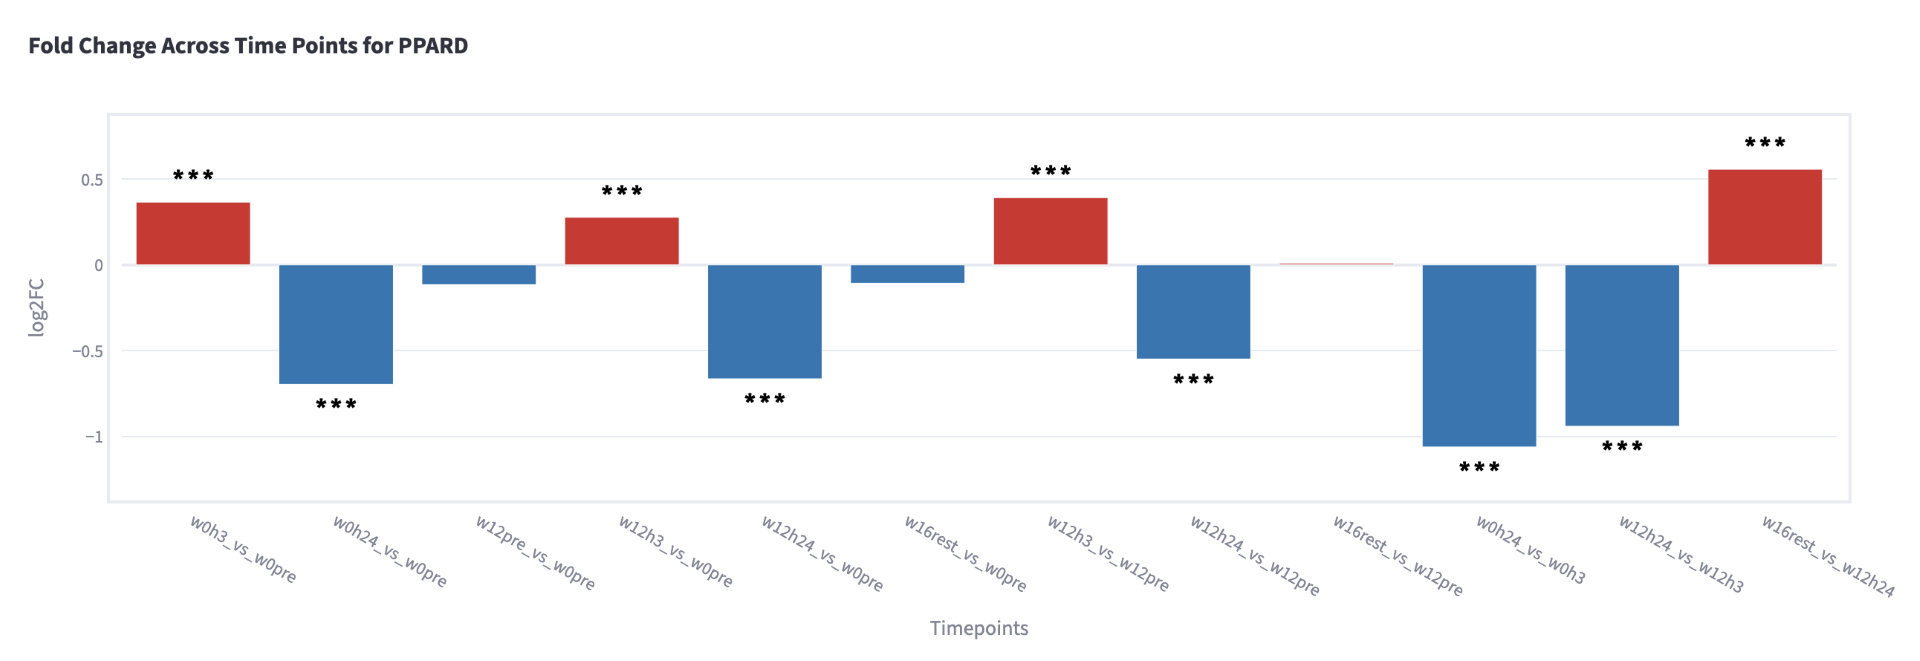 Fold Change Across Time Points for PPARD
***
***
***
***
***
***
***
***
***
0.5
0
−0.5
−1
log2FC
w0h3_vs_w0pre
w0h24_vs_w0pre
w12pre_vs_w0pre
w12h3_vs_w0pre
w12h24_vs_w0pre
w16rest_vs_w0pre
w12h3_vs_w12pre
w12h24_vs_w12pre
w16rest_vs_w12pre
w0h24_vs_w0h3
w12h24_vs_w12h3
w16rest_vs_w12h24
Timepoints